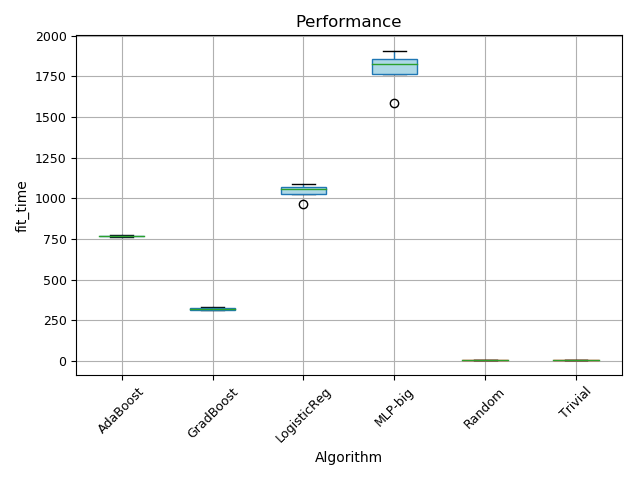 Performance
2000
1750
1500
1250
1000
750
500
250
0
fit_time
AdaBoost
GradBoost
LogisticReg
MLP-big
Random
Trivial
Algorithm